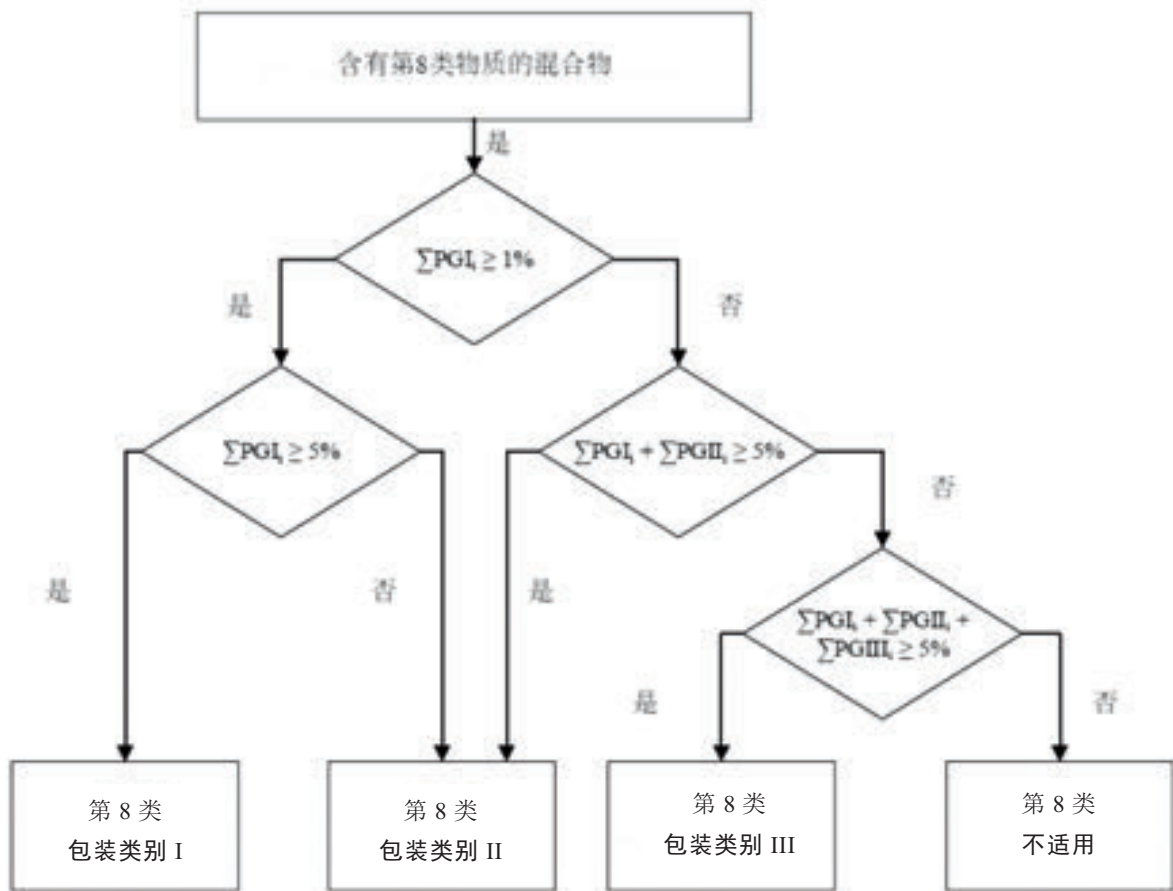 含有第8类物质的混合物
是
∑PGIᵢ ≥ 1%
是
否
∑PGIᵢ ≥ 5%
∑PGIᵢ + ∑PGIIᵢ ≥ 5%
否
是
否
是
∑PGIᵢ + ∑PGIIᵢ +
∑PGIIIᵢ ≥ 5%
是
否
第 8 类
包装类别 I
第 8 类
包装类别 II
第 8 类
包装类别 III
第 8 类
不适用